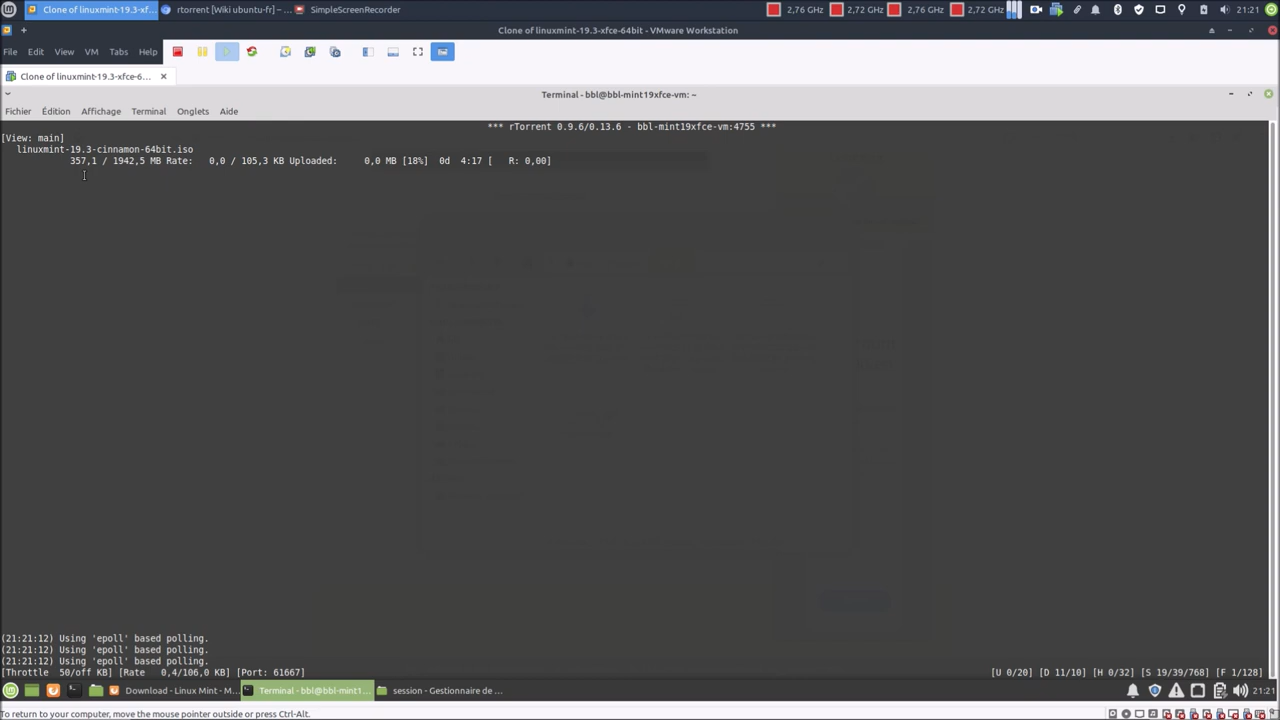 Clone of linuxmint-19.3-xf...
rtorrent [Wiki ubuntu-fr] ~ ...
SimpleScreenRecorder
2,76 GHz
2,72 GHz
2,76 GHz
2,72 GHz
21:21
Clone of linuxmint-19.3-xfce-64bit - VMware Workstation
File Edit View VM Tabs Help
Clone of linuxmint-19.3-xfce-6...
Terminal - bbl@bbl-mint19xfce-vm: ~
Fichier Édition Affichage Terminal Onglets Aide
*** rTorrent 0.9.6/0.13.6 - bbl-mint19xfce-vm:4755 ***
[View: main]
linuxmint-19.3-cinnamon-64bit.iso
357,1 / 1942,5 MB Rate: 0,0 / 105,3 KB Uploaded: 0,0 MB [18%] 0d 4:17 [ R: 0,00]
(21:21:12) Using 'epoll' based polling.
(21:21:12) Using 'epoll' based polling.
(21:21:12) Using 'epoll' based polling.
[Throttle 50/off KB] [Rate 0,4/106,0 KB] [Port: 61667]
[U 0/20] [D 11/10] [H 0/32] [S 19/39/768] [F 1/128]
Download - Linux Mint - M...
Terminal - bbl@bbl-mint1...
session - Gestionnaire de ...
21:21
To return to your computer, move the mouse pointer outside or press Ctrl-Alt.